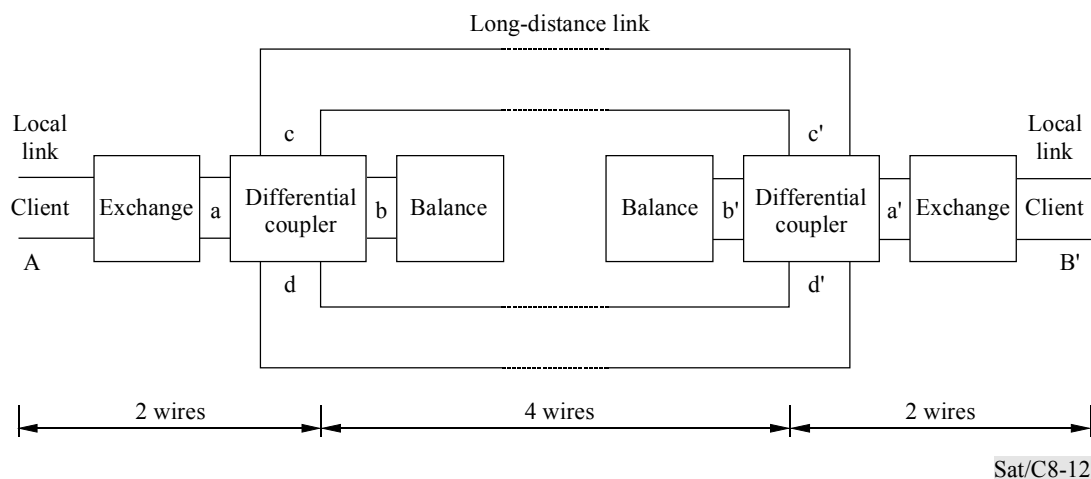 Long-distance link
Local
link
c
c'
Local
link
Client
Exchange
a
Differential
coupler
b
Balance
Balance
b'
Differential
coupler
a'
Exchange
Client
A
B'
d
d'
2 wires
4 wires
2 wires
Sat/C8-12